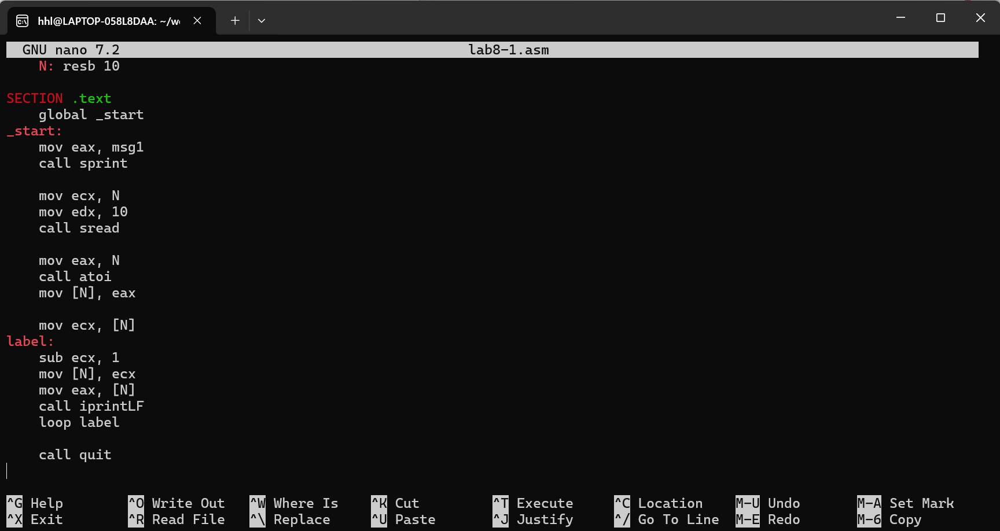 hhl@LAPTOP-058L8DAA: ~/w
GNU nano 7.2 lab8-1.asm
N: resb 10
SECTION .text
global _start
_start:
mov eax, msg1
call sprint
mov ecx, N
mov edx, 10
call sread
mov eax, N
call atoi
mov [N], eax
mov ecx, [N]
label:
sub ecx, 1
mov [N], ecx
mov eax, [N]
call iprintLF
loop label
call quit
^G Help ^O Write Out ^W Where Is ^K Cut ^T Execute ^C Location M-U Undo M-A Set Mark
^X Exit ^R Read File ^\ Replace ^U Paste ^J Justify ^/ Go To Line M-E Redo M-6 Copy